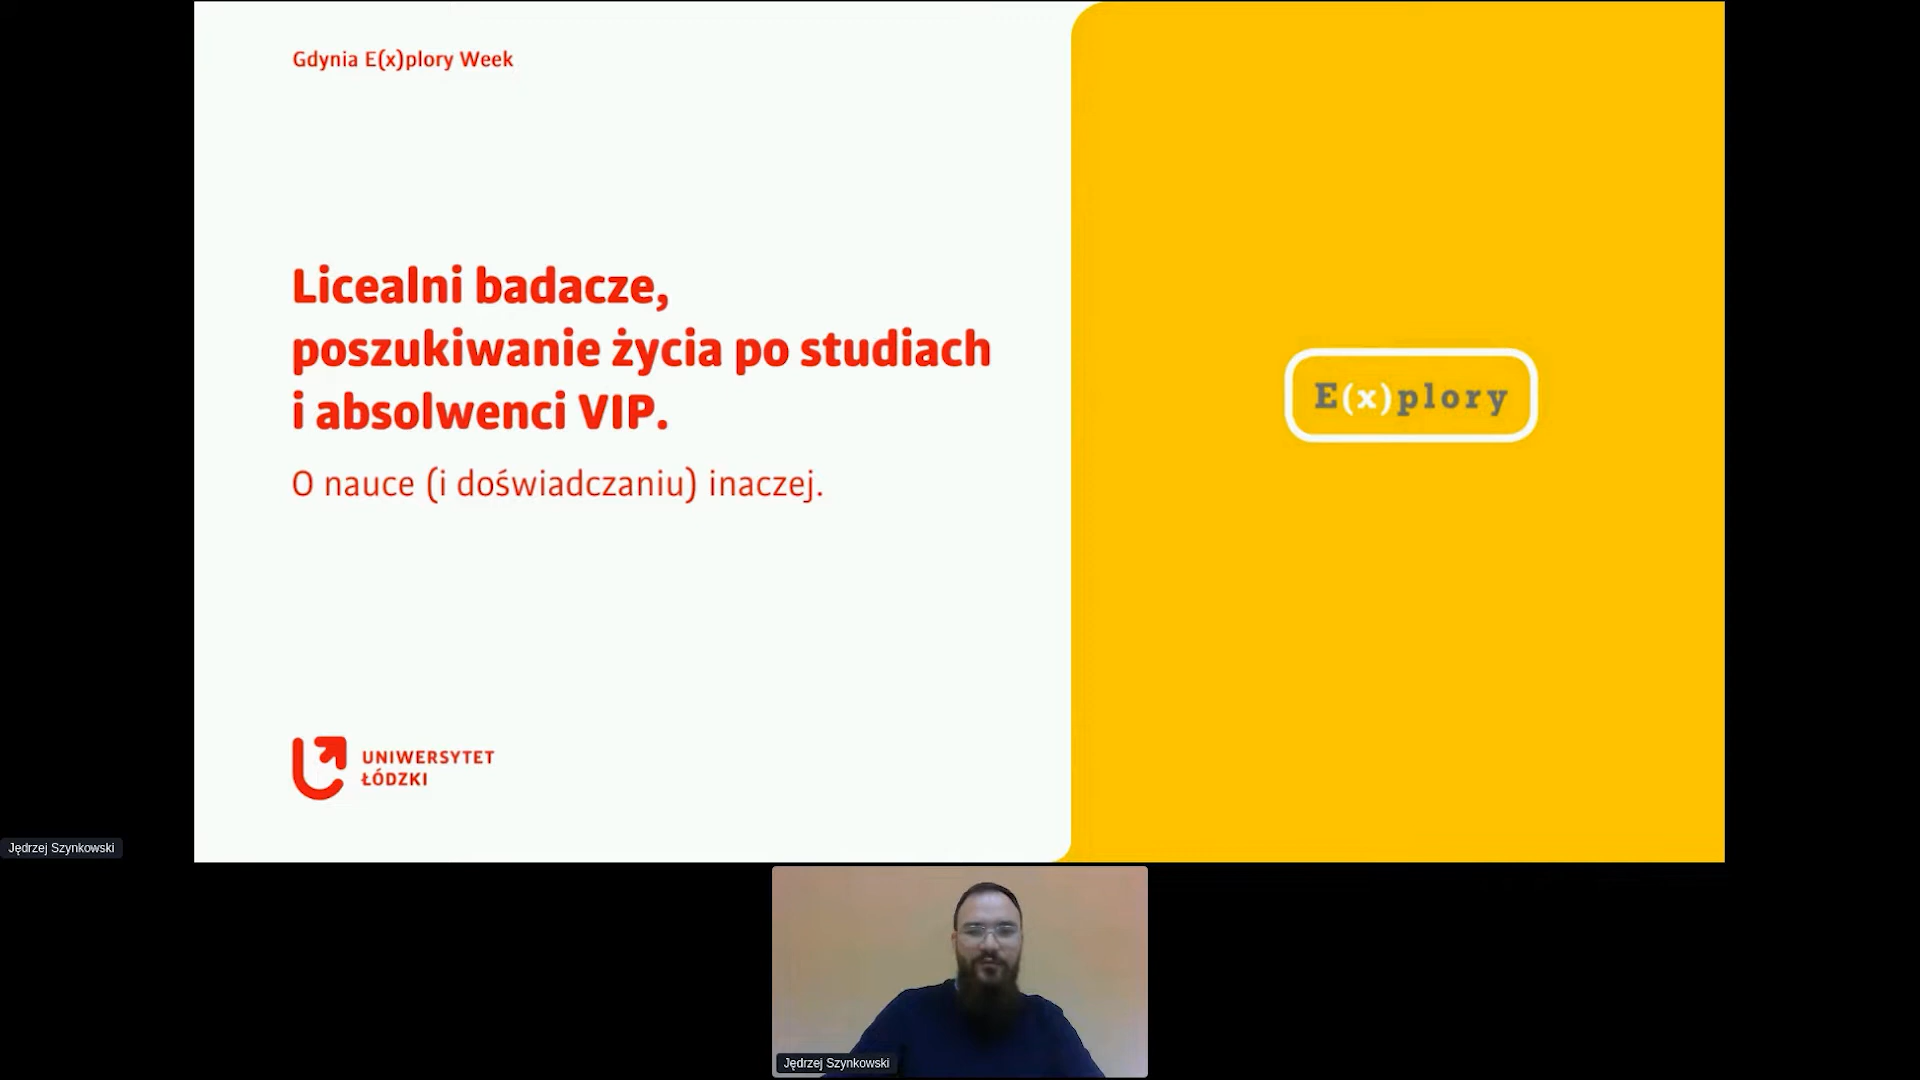 Gdynia E(x)plory Week
Licealni badacze,
poszukiwanie życia po studiach
i absolwenci VIP.
O nauce (i doświadczaniu) inaczej.
E(x)plory
UNIWERSYTET
ŁÓDZKI
Jędrzej Szynkowski
Jędrzej Szynkowski